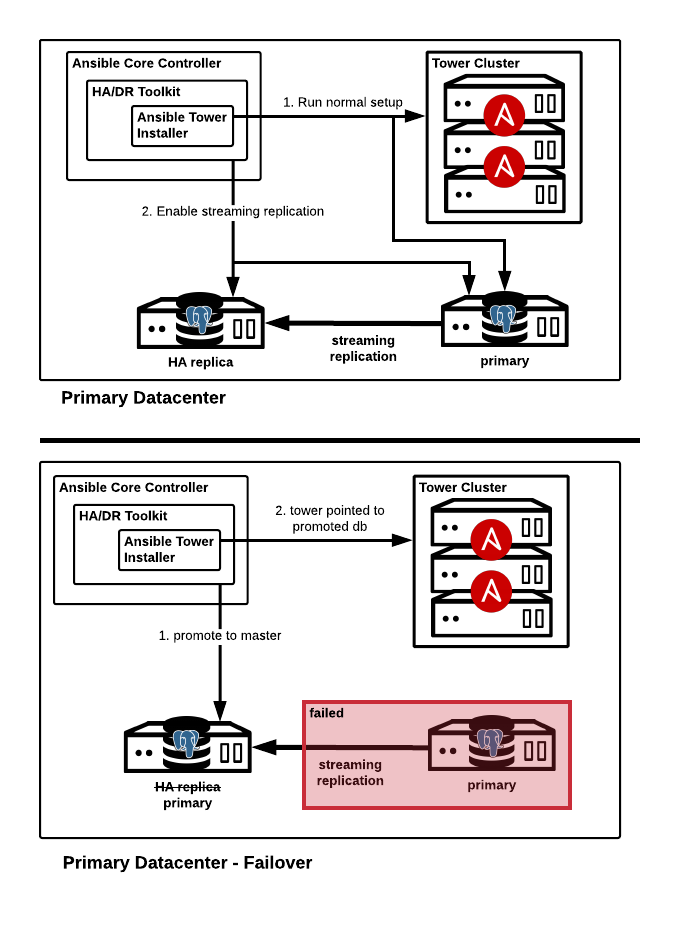 Ansible Core Controller
HA/DR Toolkit
Ansible Tower
Installer
1. Run normal setup
Tower Cluster
2. Enable streaming replication
HA replica
streaming
replication
primary
Primary Datacenter
Ansible Core Controller
HA/DR Toolkit
Ansible Tower
Installer
2. tower pointed to
promoted db
Tower Cluster
1. promote to master
failed
HA replica
primary
streaming
replication
primary
Primary Datacenter - Failover